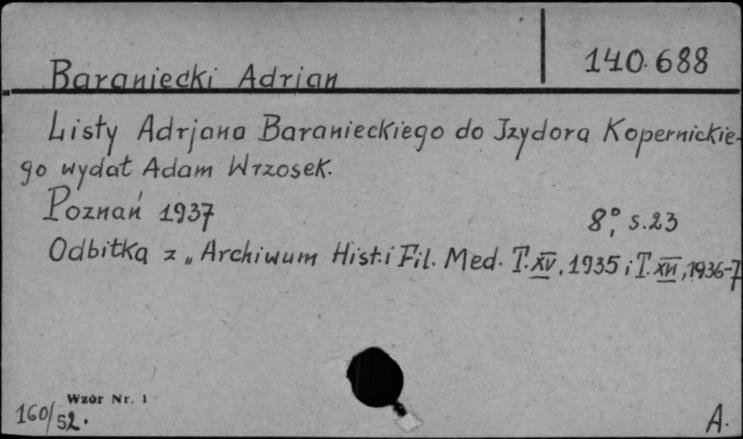 140.688
Baraniecki Adrian
Listy Adrjana Baranieckiego do Izydora Kopernickie-
go wydał Adam Wrzosek.
Poznań 1937
8°, s.23
Odbitka z „Archiwum Hist. i Fil. Med. T. XV, 1935 i T. XVI, 1936-7
Wzór Nr. 1
160/52.
A.